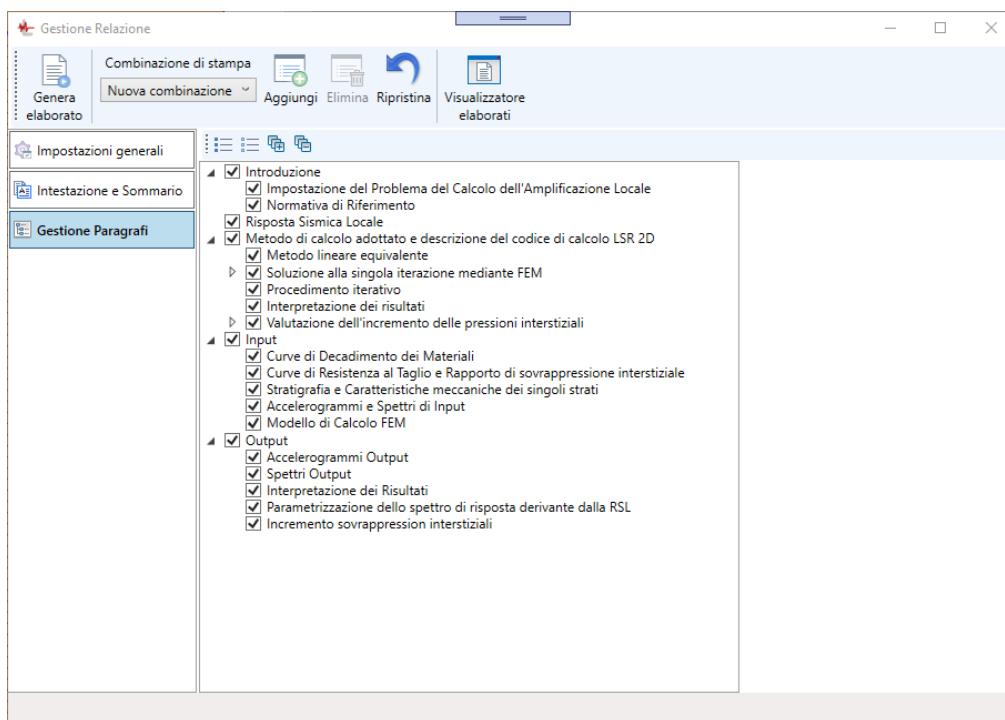 Gestione Relazione
Genera
elaborato
Combinazione di stampa
Nuova combinazione
Aggiungi
Elimina
Ripristina
Visualizzatore
elaborati
Impostazioni generali
Intestazione e Sommario
Gestione Paragrafi
Introduzione
Impostazione del Problema del Calcolo dell'Amplificazione Locale
Normativa di Riferimento
Risposta Sismica Locale
Metodo di calcolo adottato e descrizione del codice di calcolo LSR 2D
Metodo lineare equivalente
Soluzione alla singola iterazione mediante FEM
Procedimento iterativo
Interpretazione dei risultati
Valutazione dell'incremento delle pressioni interstiziali
Input
Curve di Decadimento dei Materiali
Curve di Resistenza al Taglio e Rapporto di sovrappressione interstiziale
Stratigrafia e Caratteristiche meccaniche dei singoli strati
Accelerogrammi e Spettri di Input
Modello di Calcolo FEM
Output
Accelerogrammi Output
Spettri Output
Interpretazione dei Risultati
Parametrizzazione dello spettro di risposta derivante dalla RSL
Incremento sovrappression interstiziali